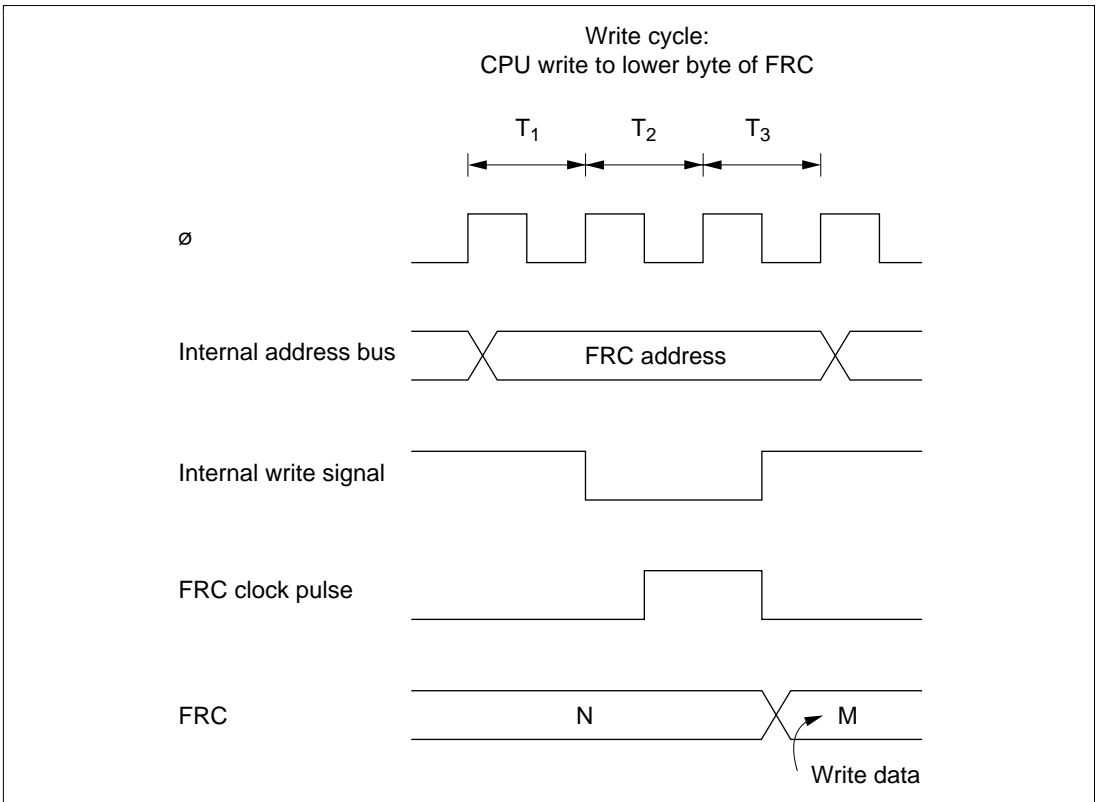 Write cycle:
CPU write to lower byte of FRC
T1 T2 T3
ø
Internal address bus
FRC address
Internal write signal
FRC clock pulse
FRC
N
M
Write data